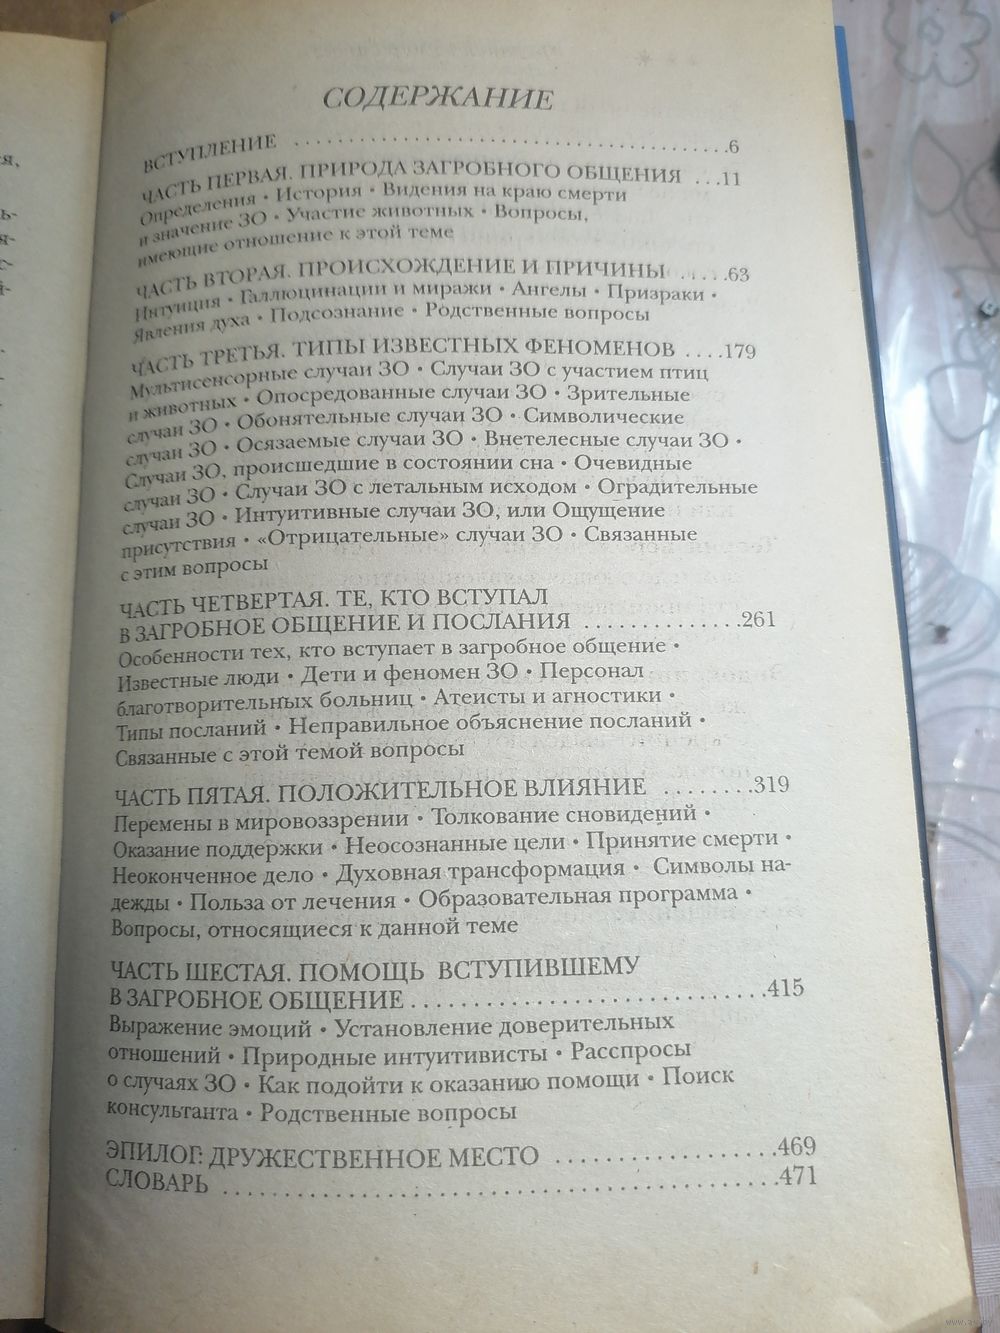 СОДЕРЖАНИЕ
ВСТУПЛЕНИЕ . . . . . . . . . . . . . . . . . . . . . . . . . . . . . . . . .6
ЧАСТЬ ПЕРВАЯ. ПРИРОДА ЗАГРОБНОГО ОБЩЕНИЯ . . .11
Определения • История • Видения на краю смерти
и значение ЗО • Участие животных • Вопросы,
имеющие отношение к этой теме
ЧАСТЬ ВТОРАЯ. ПРОИСХОЖДЕНИЕ И ПРИЧИНЫ . . . . .63
Интуиция • Галлюцинации и миражи • Ангелы • Призраки •
Явления духа • Подсознание • Родственные вопросы
ЧАСТЬ ТРЕТЬЯ. ТИПЫ ИЗВЕСТНЫХ ФЕНОМЕНОВ . . . .179
Мультисенсорные случаи ЗО • Случаи ЗО с участием птиц
и животных • Опосредованные случаи ЗО • Зрительные
случаи ЗО • Обонятельные случаи ЗО • Символические
случаи ЗО • Осязаемые случаи ЗО • Внетелесные случаи ЗО •
Случаи ЗО, происшедшие в состоянии сна • Очевидные
случаи ЗО • Случаи ЗО с летальным исходом • Оградительные
случаи ЗО • Интуитивные случаи ЗО, или Ощущение
присутствия • «Отрицательные» случаи ЗО • Связанные
с этим вопросы
ЧАСТЬ ЧЕТВЕРТАЯ. ТЕ, КТО ВСТУПАЛ
В ЗАГРОБНОЕ ОБЩЕНИЕ И ПОСЛАНИЯ . . . . . . . . . . . . . .261
Особенности тех, кто вступает в загробное общение •
Известные люди • Дети и феномен ЗО • Персонал
благотворительных больниц • Атеисты и агностики •
Типы посланий • Неправильное объяснение посланий •
Связанные с этой темой вопросы
ЧАСТЬ ПЯТАЯ. ПОЛОЖИТЕЛЬНОЕ ВЛИЯНИЕ . . . . . . . .319
Перемены в мировоззрении • Толкование сновидений •
Оказание поддержки • Неосознанные цели • Принятие смерти •
Неоконченное дело • Духовная трансформация • Символы на-
дежды • Польза от лечения • Образовательная программа •
Вопросы, относящиеся к данной теме
ЧАСТЬ ШЕСТАЯ. ПОМОЩЬ ВСТУПИВШЕМУ
В ЗАГРОБНОЕ ОБЩЕНИЕ . . . . . . . . . . . . . . . . . . . . . . . . . . . .415
Выражение эмоций • Установление доверительных
отношений • Природные интуитивисты • Расспросы
о случаях ЗО • Как подойти к оказанию помощи • Поиск
консультанта • Родственные вопросы
ЭПИЛОГ: ДРУЖЕСТВЕННОЕ МЕСТО . . . . . . . . . . . . . . . . . .469
СЛОВАРЬ . . . . . . . . . . . . . . . . . . . . . . . . . . . . . . . . . . . . . . . . . .471